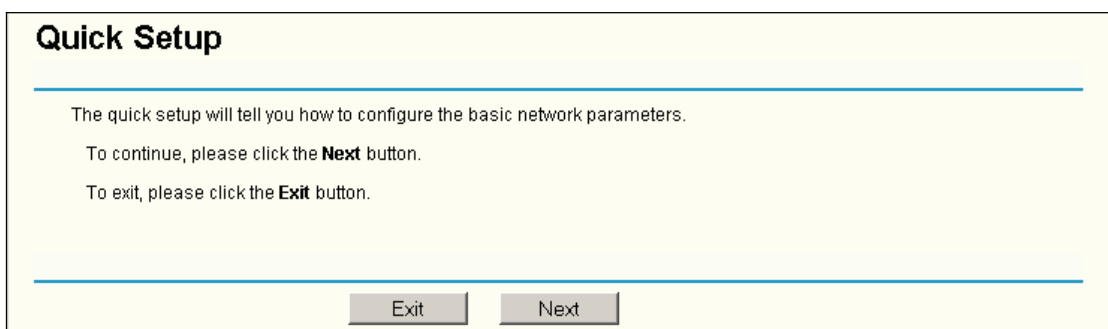 Quick Setup
The quick setup will tell you how to configure the basic network parameters.
To continue, please click the Next button.
To exit, please click the Exit button.
Exit Next